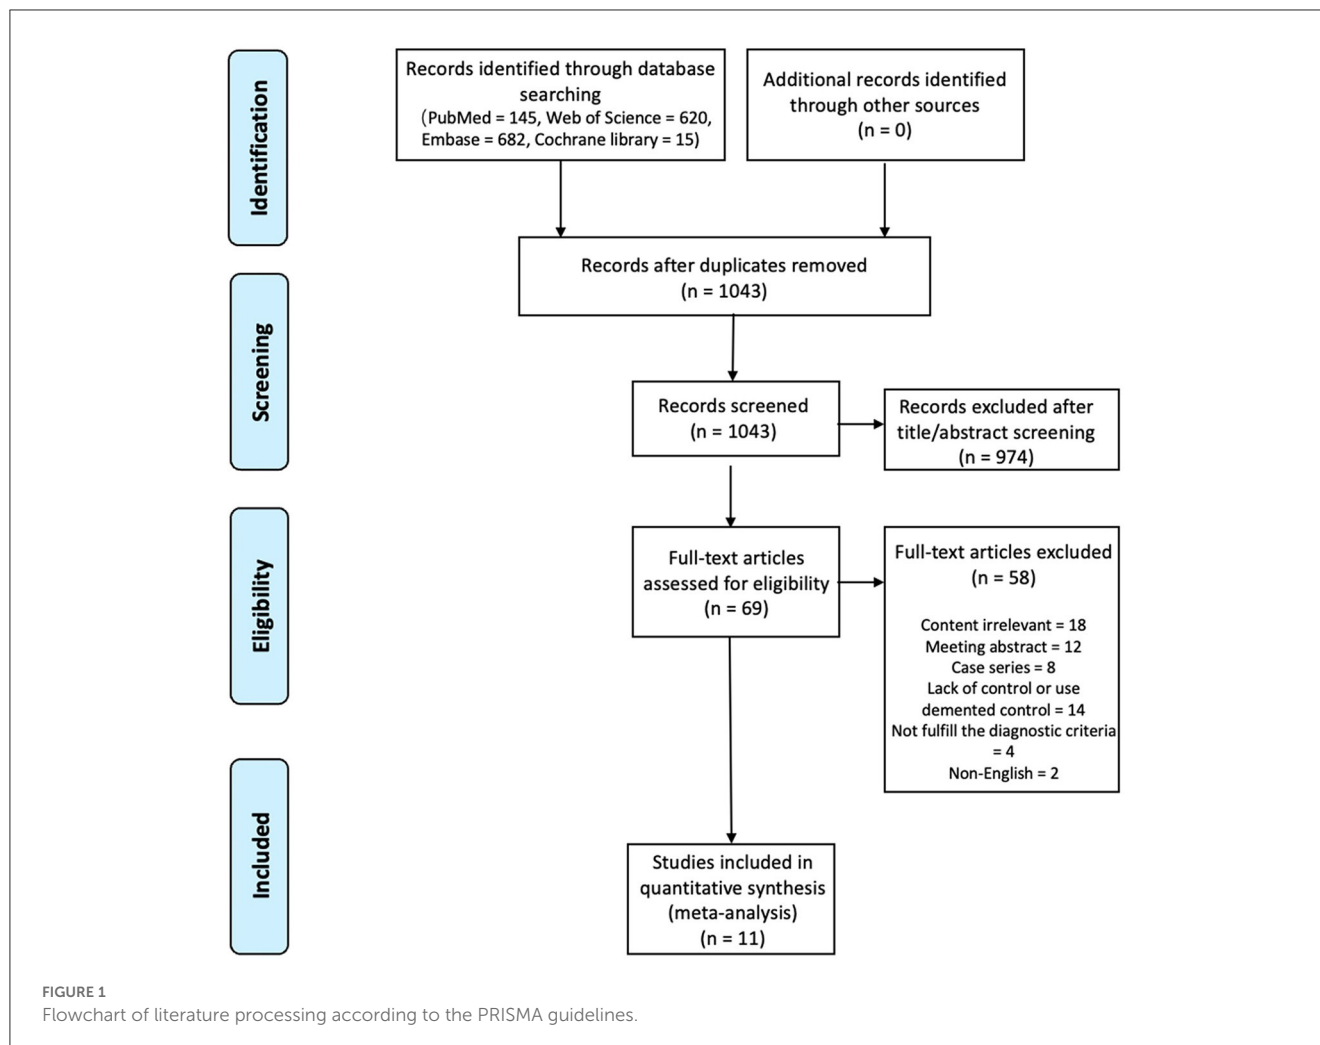 Identification
Records identified through database
searching
(PubMed = 145, Web of Science = 620,
Embase = 682, Cochrane library = 15)
Additional records identified
through other sources
(n = 0)
Records after duplicates removed
(n = 1043)
Screening
Records screened
(n = 1043)
Records excluded after
title/abstract screening
(n = 974)
Eligibility
Full-text articles
assessed for eligibility
(n = 69)
Full-text articles excluded
(n = 58)
Content irrelevant = 18
Meeting abstract = 12
Case series = 8
Lack of control or use
demented control = 14
Not fulfill the diagnostic criteria
= 4
Non-English = 2
Included
Studies included in
quantitative synthesis
(meta-analysis)
(n = 11)
FIGURE 1
Flowchart of literature processing according to the PRISMA guidelines.